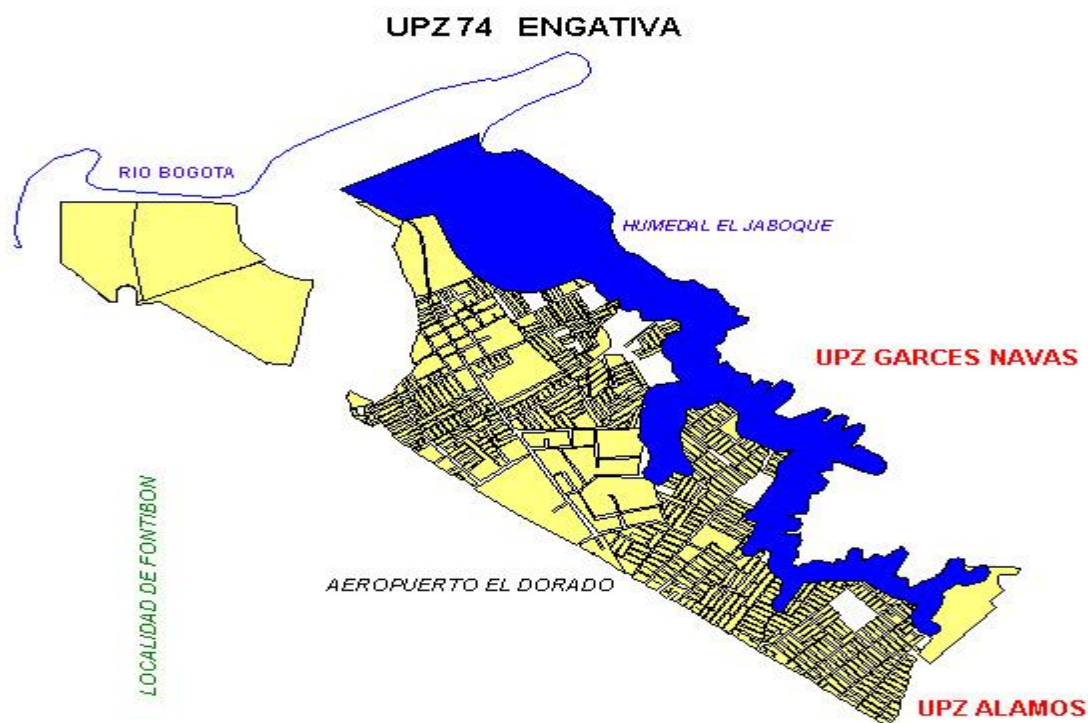 UPZ 74 ENGATIVA
RIO BOGOTA
HUMEDAL EL JABOQUE
UPZ GARCES NAVAS
LOCALIDAD DE FONTIBON
AEROPUERTO EL DORADO
UPZ ALAMOS